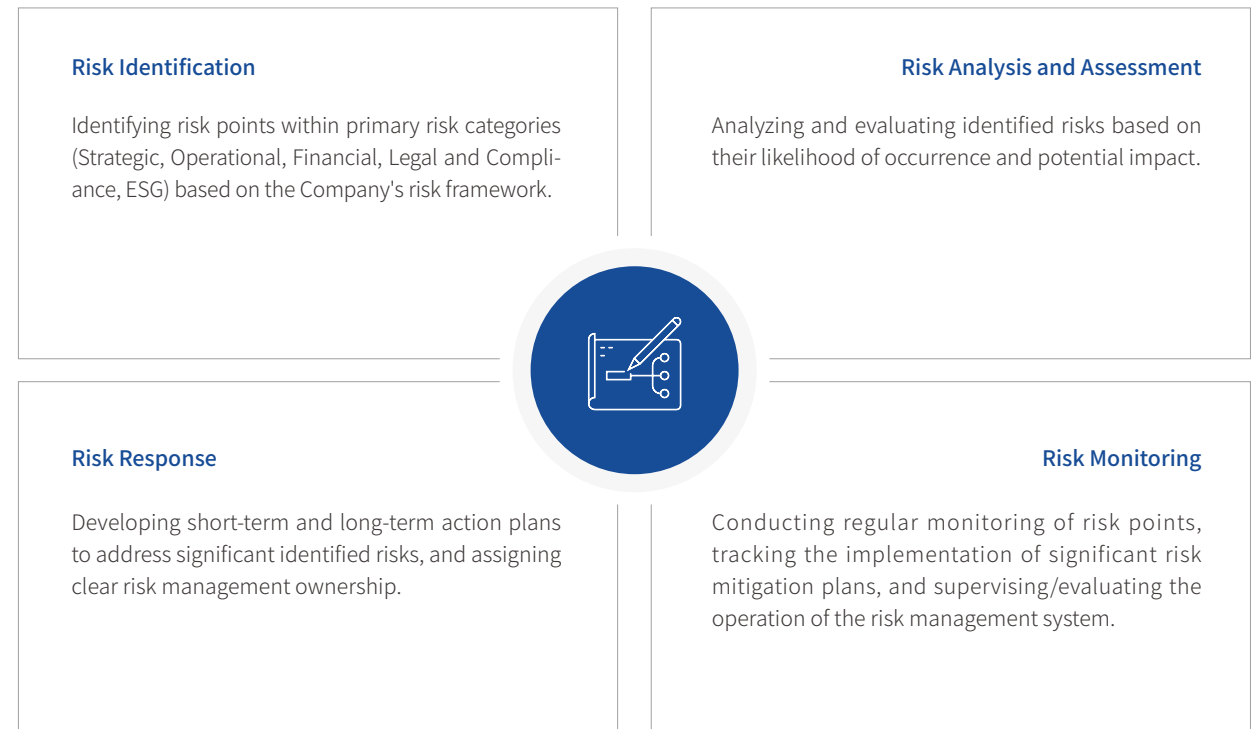 Risk Identification
Identifying risk points within primary risk categories
(Strategic, Operational, Financial, Legal and Compli-
ance, ESG) based on the Company's risk framework.
Risk Analysis and Assessment
Analyzing and evaluating identified risks based on
their likelihood of occurrence and potential impact.
Risk Response
Developing short-term and long-term action plans
to address significant identified risks, and assigning
clear risk management ownership.
Risk Monitoring
Conducting regular monitoring of risk points,
tracking the implementation of significant risk
mitigation plans, and supervising/evaluating the
operation of the risk management system.